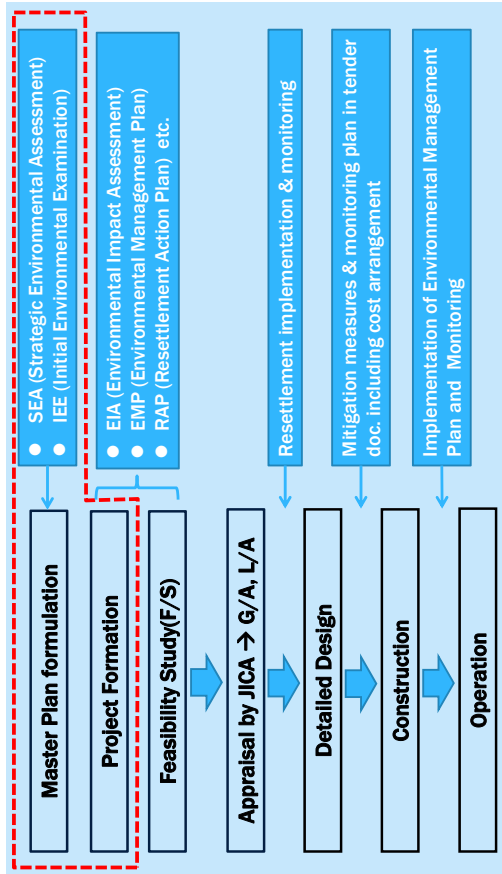 Master Plan formulation
SEA (Strategic Environmental Assessment)
IEE (Initial Environmental Examination)
Project Formation
Feasibility Study(F/S)
EIA (Environmental Impact Assessment)
EMP (Environmental Management Plan)
RAP (Resettlement Action Plan) etc.
Appraisal by JICA → G/A, L/A
Resettlement implementation & monitoring
Detailed Design
Mitigation measures & monitoring plan in tender
doc. including cost arrangement
Construction
Implementation of Environmental Management
Plan and Monitoring
Operation